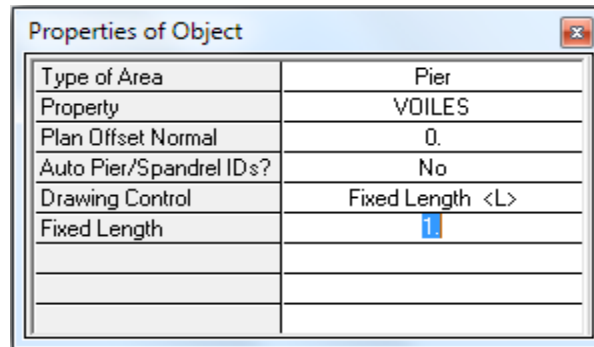 Properties of Object
Type of Area Pier
Property VOILES
Plan Offset Normal 0.
Auto Pier/Spandrel IDs? No
Drawing Control Fixed Length <L>
Fixed Length 1.